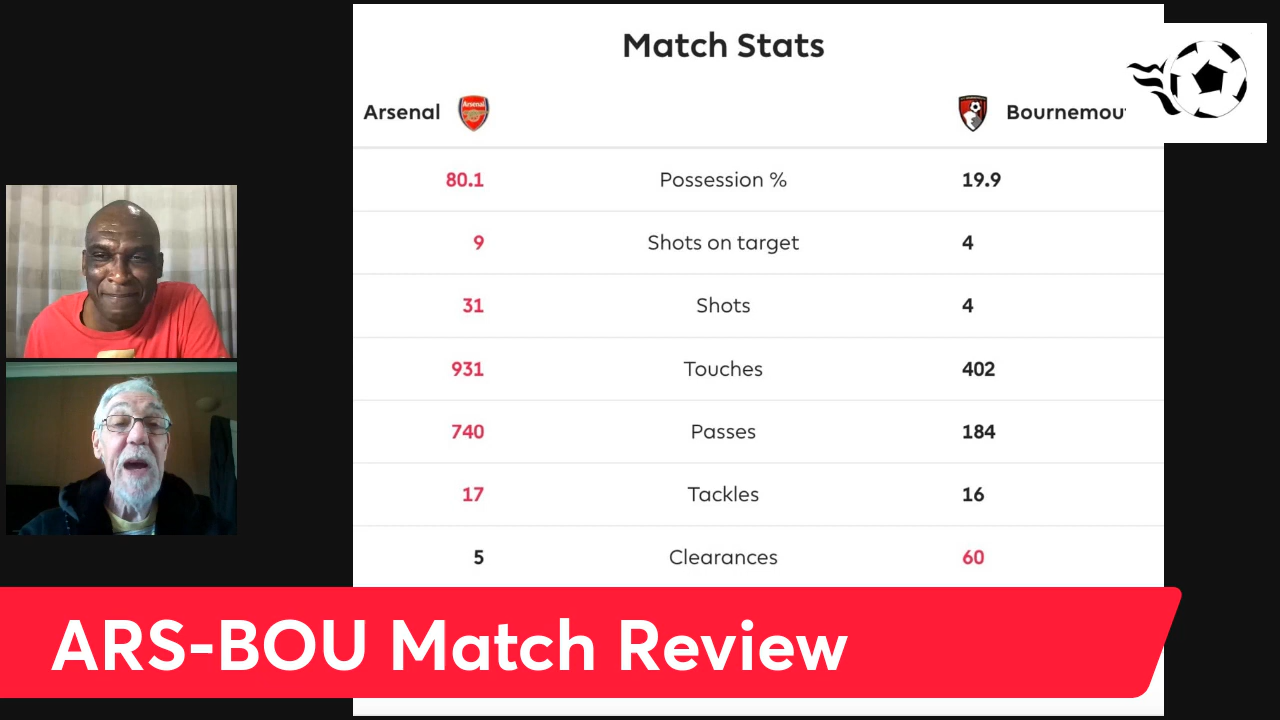 Match Stats
Arsenal Bournemou
80.1 Possession % 19.9
9 Shots on target 4
31 Shots 4
931 Touches 402
740 Passes 184
17 Tackles 16
5 Clearances 60
ARS-BOU Match Review